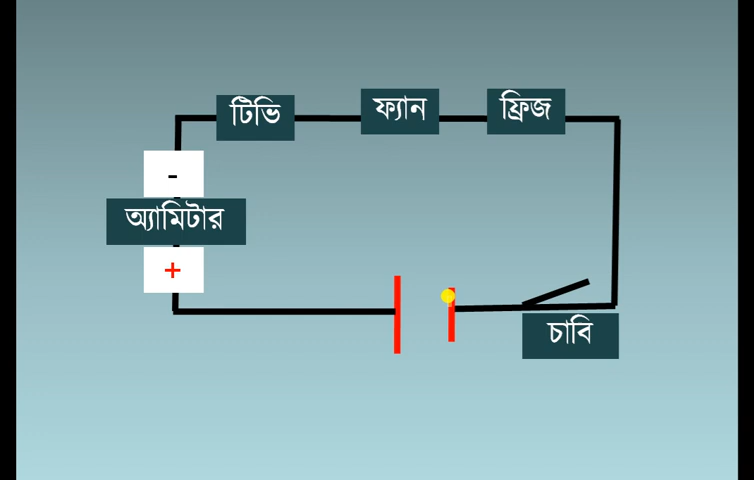 টিভি
ফ্যান
ফ্রিজ
-
অ্যামিটার
+
চাবি